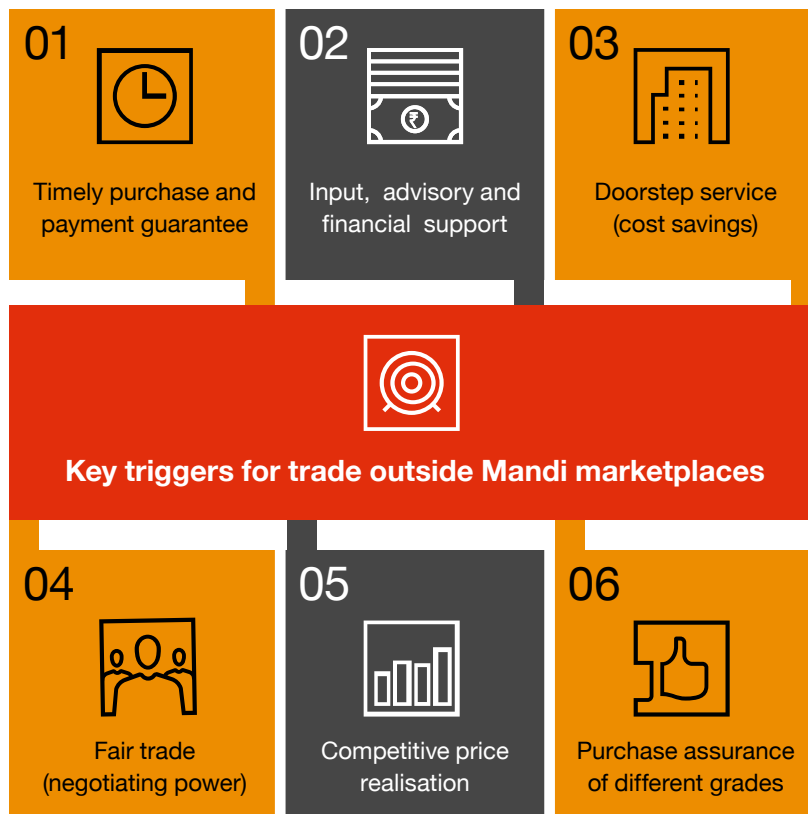 01
Timely purchase and
payment guarantee
02
₹
Input, advisory and
financial support
03
Doorstep service
(cost savings)
Key triggers for trade outside Mandi marketplaces
04
Fair trade
(negotiating power)
05
Competitive price
realisation
06
Purchase assurance
of different grades